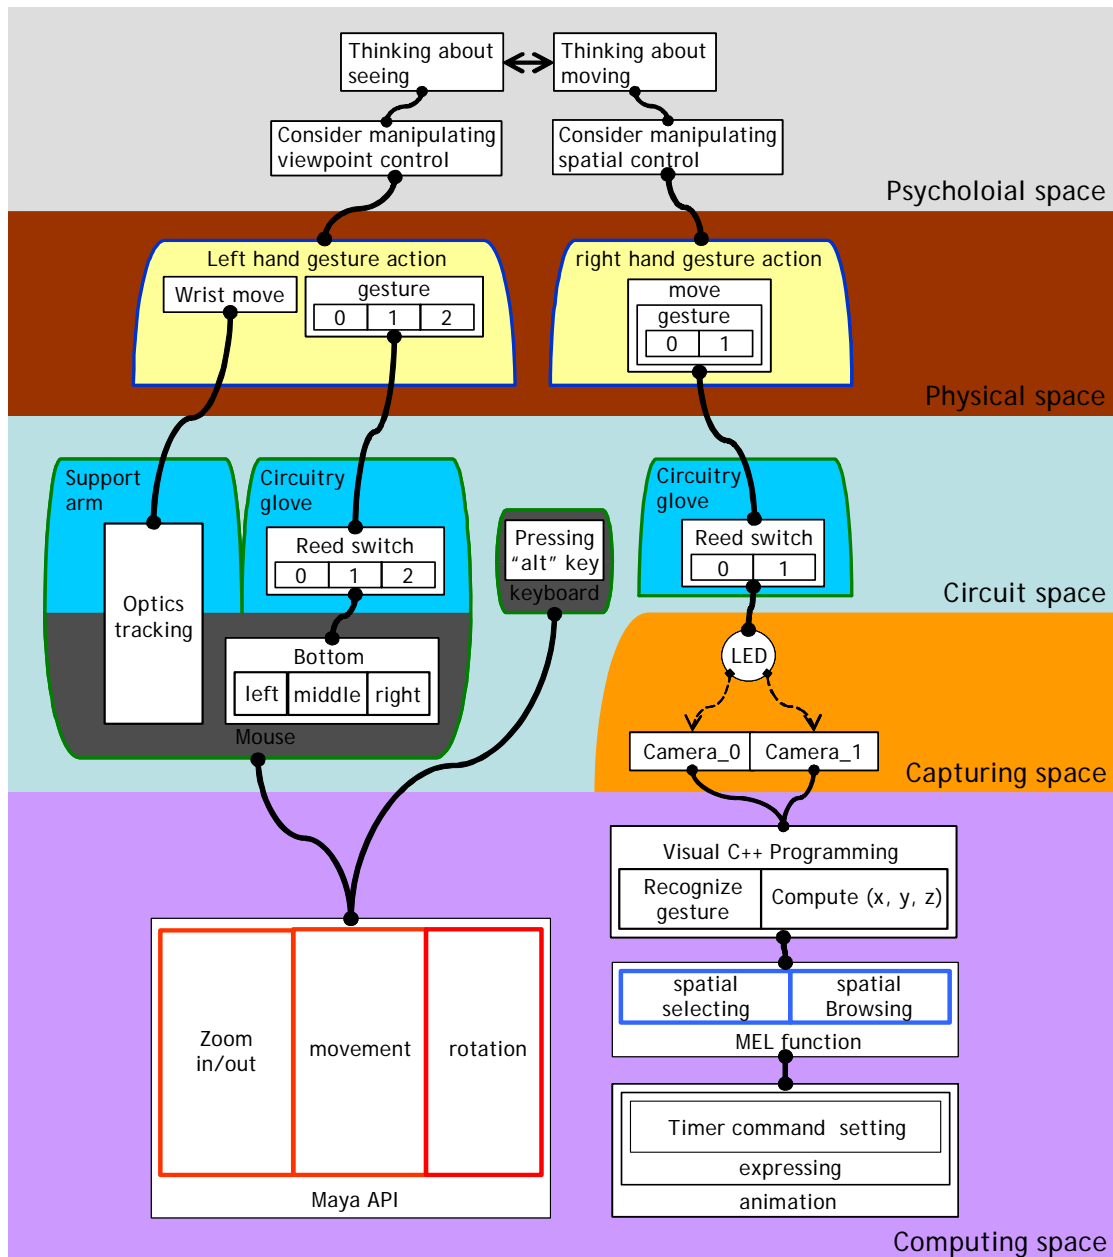 Thinking about
seeing
Thinking about
moving
Consider manipulating
viewpoint control
Consider manipulating
spatial control
Psycholoial space
Left hand gesture action
Wrist move
gesture
0 1 2
right hand gesture action
move
gesture
0 1
Physical space
Support
arm
Circuitry
glove
Reed switch
0 1 2
Optics
tracking
Bottom
left middle right
Mouse
Pressing
“alt” key
keyboard
Circuitry
glove
Reed switch
0 1
Circuit space
LED
Camera_0 Camera_1
Capturing space
Visual C++ Programming
Recognize
gesture
Compute (x, y, z)
spatial
selecting
spatial
Browsing
MEL function
Timer command setting
expressing
animation
Zoom
in/out
movement
rotation
Maya API
Computing space